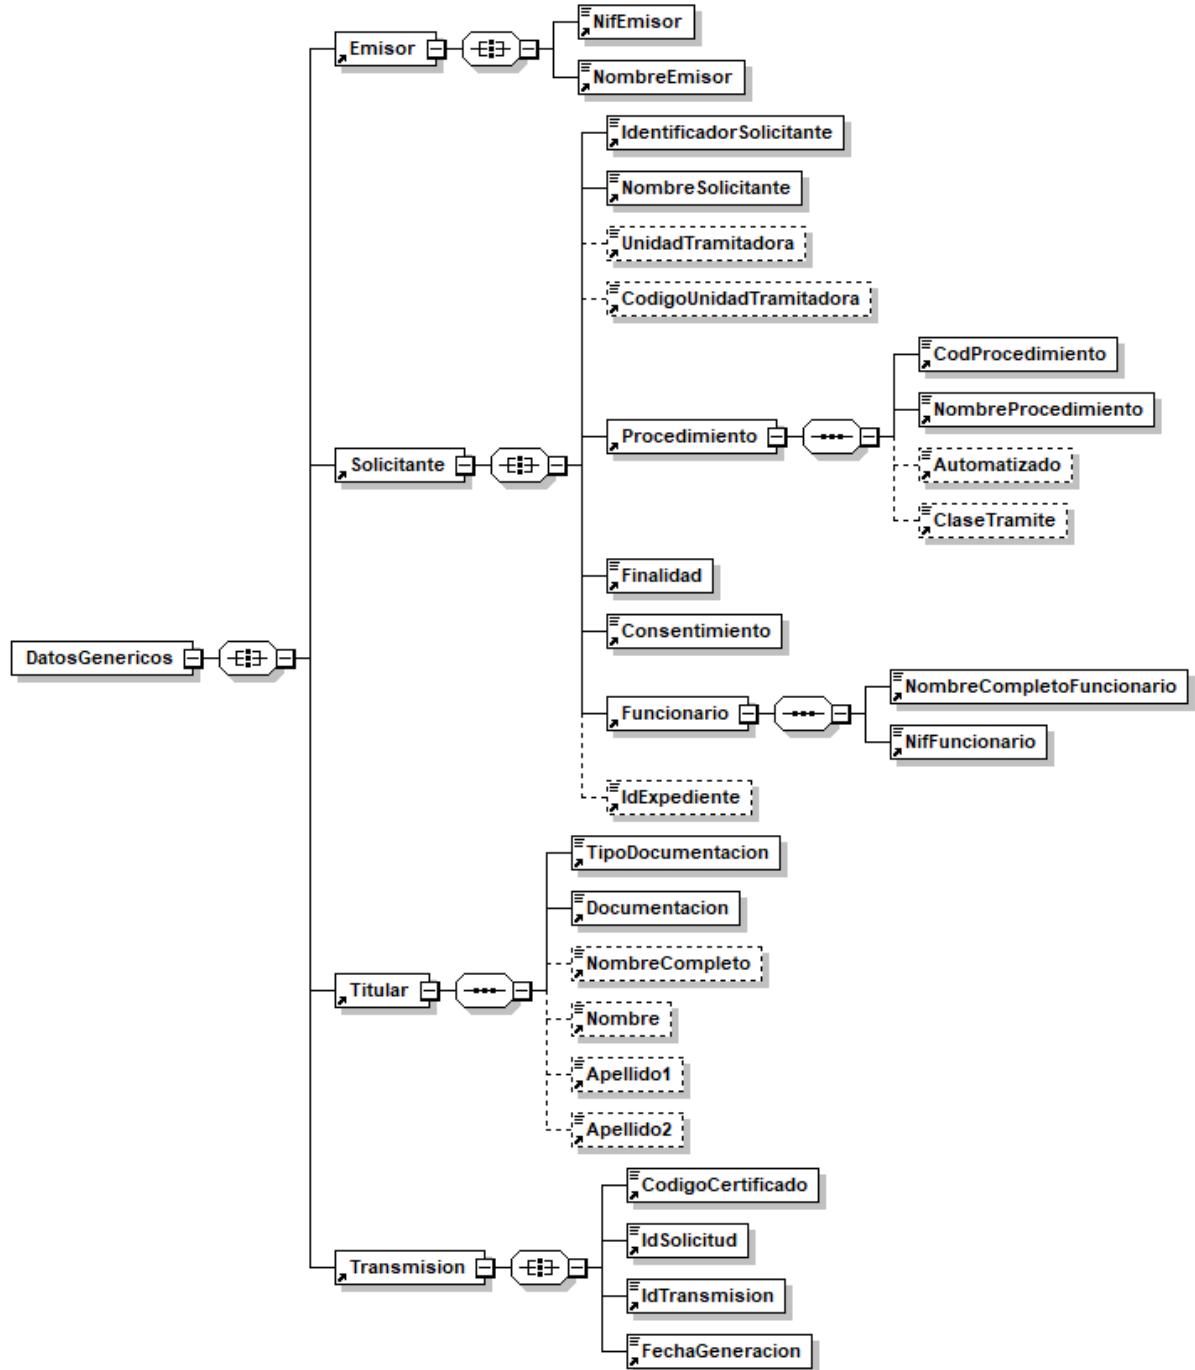 NifEmisor
Emisor
NombreEmisor
IdentificadorSolicitante
NombreSolicitante
UnidadTramitadora
CodigoUnidadTramitadora
CodProcedimiento
NombreProcedimiento
Procedimiento
Solicitante
Automatizado
ClaseTramite
Finalidad
Consentimiento
DatosGenericos
NombreCompletoFuncionario
Funcionario
NifFuncionario
IdExpediente
TipoDocumentacion
Documentacion
NombreCompleto
Titular
Nombre
Apellido1
Apellido2
CodigoCertificado
IdSolicitud
Transmision
IdTransmision
FechaGeneracion